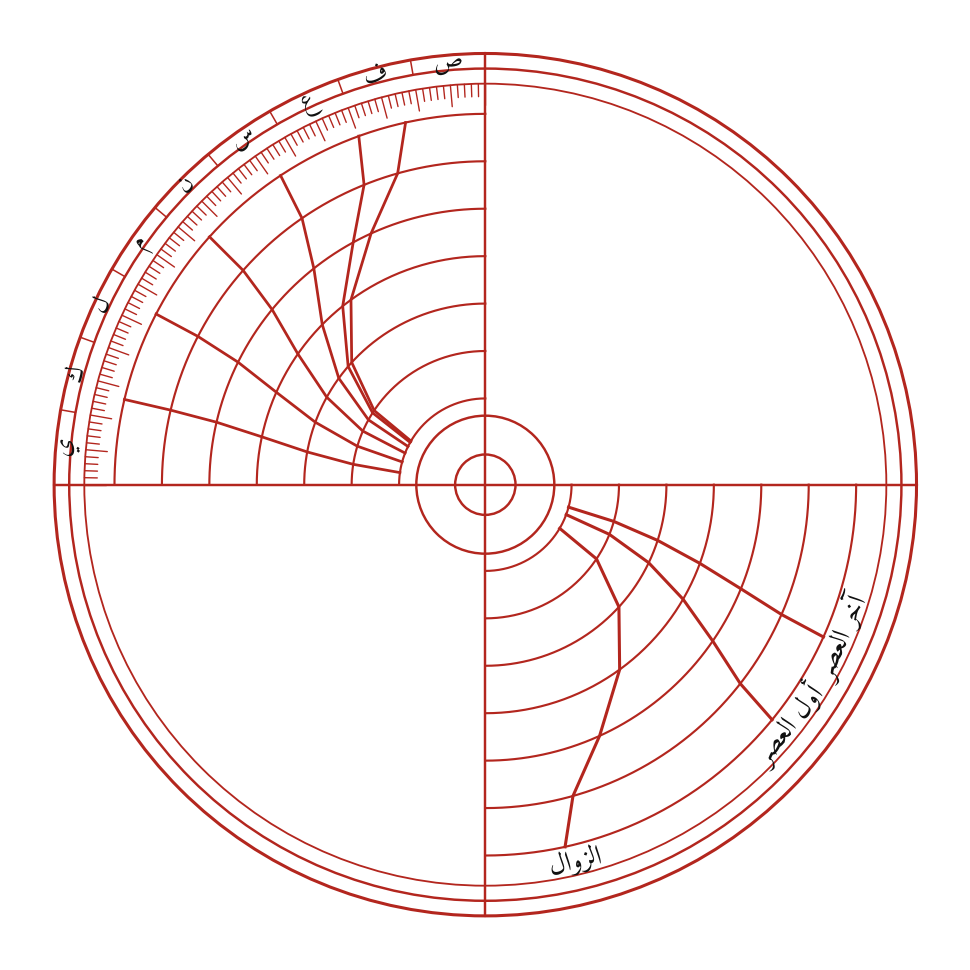 ي
ك
ل
م
ن
س
ع
ف
ص
آخر العصر
أول العصر
الزوال